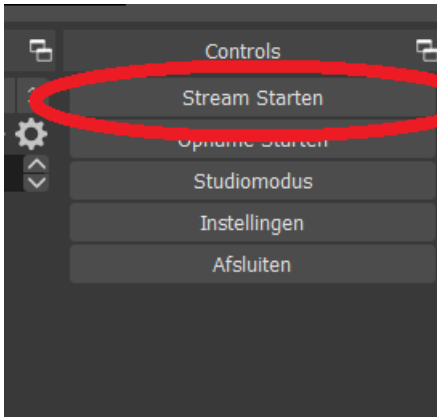 Controls
Stream Starten
Opname Starten
Studiomodus
Instellingen
Afsluiten